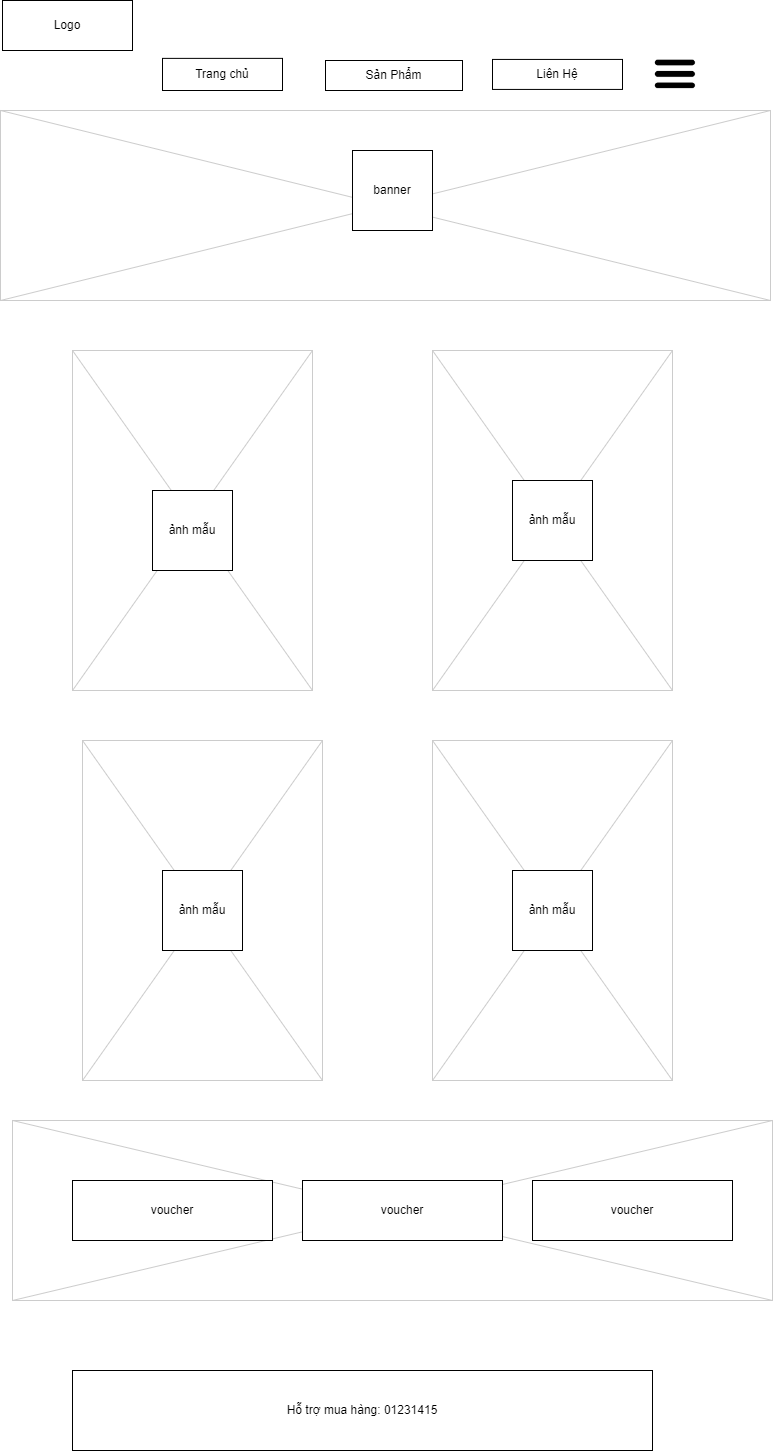 Logo
Trang chủ
Sản Phẩm
Liên Hệ
banner
ảnh mẫu
ảnh mẫu
ảnh mẫu
ảnh mẫu
voucher
voucher
voucher
Hỗ trợ mua hàng: 01231415